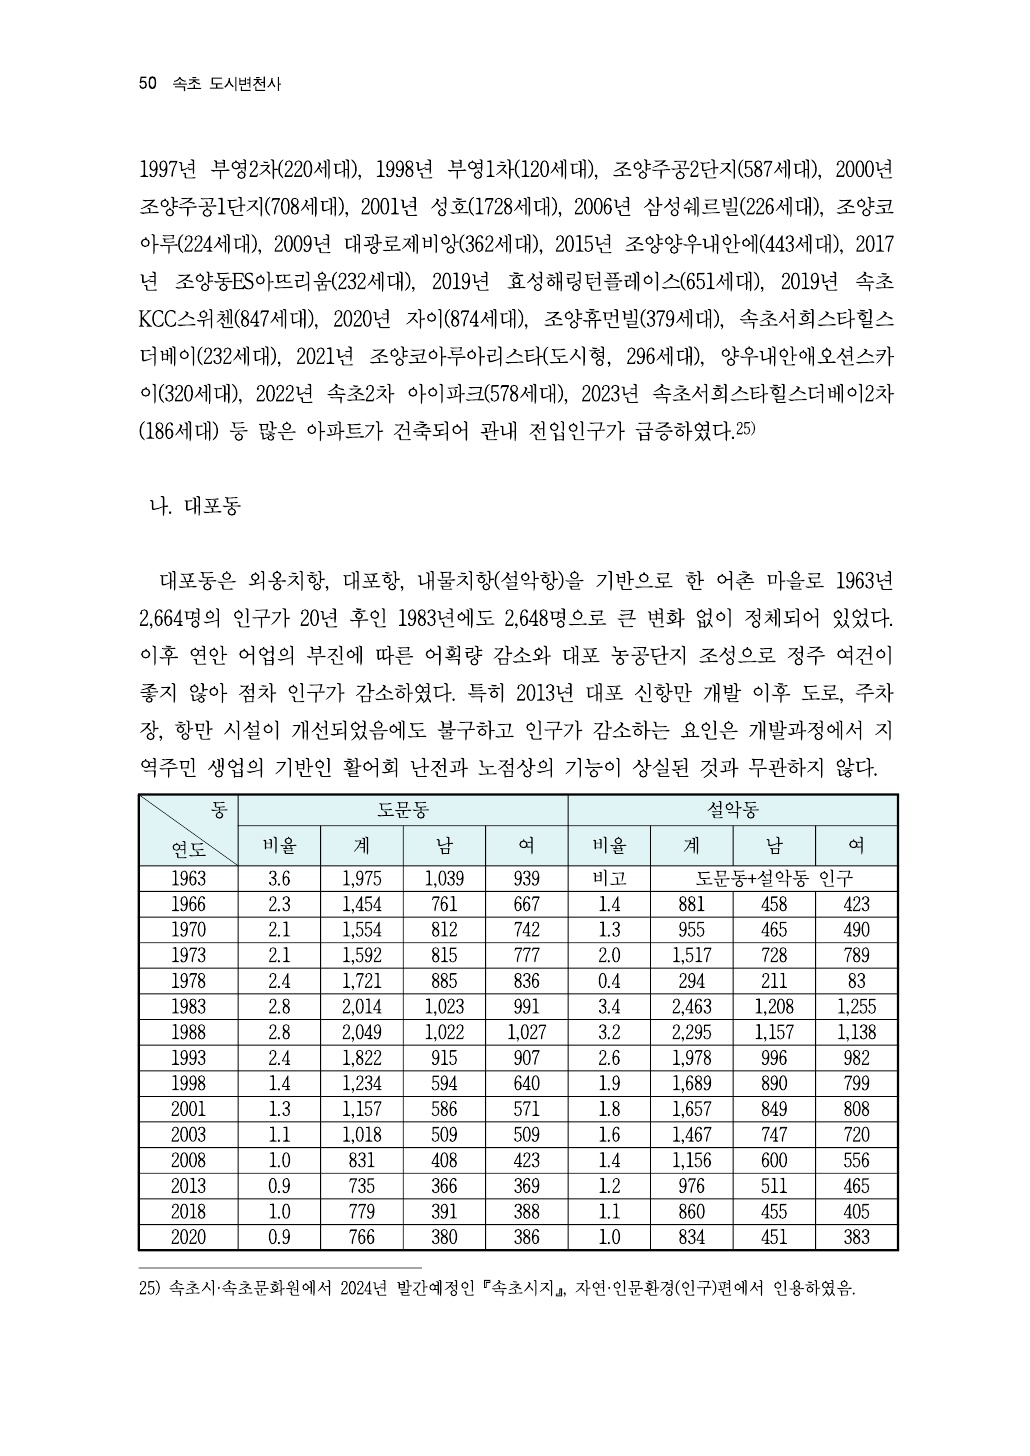 50 속초 도시변천사
1997년 부영2차(220세대), 1998년 부영1차(120세대), 조양주공2단지(587세대), 2000년
조양주공1단지(708세대), 2001년 성호(1728세대), 2006년 삼성쉐르빌(226세대), 조양코
아루(224세대), 2009년 대광로제비앙(362세대), 2015년 조양양우내안에(443세대), 2017
년 조양동ES아뜨리움(232세대), 2019년 효성해링턴플레이스(651세대), 2019년 속초
KCC스위첸(847세대), 2020년 자이(874세대), 조양휴먼빌(379세대), 속초서희스타힐스
더베이(232세대), 2021년 조양코아루아리스타(도시형, 296세대), 양우내안애오션스카
이(320세대), 2022년 속초2차 아이파크(578세대), 2023년 속초서희스타힐스더베이2차
(186세대) 등 많은 아파트가 건축되어 관내 전입인구가 급증하였다.25)
나. 대포동
대포동은 외옹치항, 대포항, 내물치항(설악항)을 기반으로 한 어촌 마을로 1963년
2,664명의 인구가 20년 후인 1983년에도 2,648명으로 큰 변화 없이 정체되어 있었다.
이후 연안 어업의 부진에 따른 어획량 감소와 대포 농공단지 조성으로 정주 여건이
좋지 않아 점차 인구가 감소하였다. 특히 2013년 대포 신항만 개발 이후 도로, 주차
장, 항만 시설이 개선되었음에도 불구하고 인구가 감소하는 요인은 개발과정에서 지
역주민 생업의 기반인 활어회 난전과 노점상의 기능이 상실된 것과 무관하지 않다.
동 도문동 설악동
연도 비율 계 남 여 비율 계 남 여
1963 3.6 1,975 1,039 939 비고 도문동+설악동 인구
1966 2.3 1,454 761 667 1.4 881 458 423
1970 2.1 1,554 812 742 1.3 955 465 490
1973 2.1 1,592 815 777 2.0 1,517 728 789
1978 2.4 1,721 885 836 0.4 294 211 83
1983 2.8 2,014 1,023 991 3.4 2,463 1,208 1,255
1988 2.8 2,049 1,022 1,027 3.2 2,295 1,157 1,138
1993 2.4 1,822 915 907 2.6 1,978 996 982
1998 1.4 1,234 594 640 1.9 1,689 890 799
2001 1.3 1,157 586 571 1.8 1,657 849 808
2003 1.1 1,018 509 509 1.6 1,467 747 720
2008 1.0 831 408 423 1.4 1,156 600 556
2013 0.9 735 366 369 1.2 976 511 465
2018 1.0 779 391 388 1.1 860 455 405
2020 0.9 766 380 386 1.0 834 451 383
25) 속초시·속초문화원에서 2024년 발간예정인『속초시지』, 자연·인문환경(인구)편에서 인용하였음.